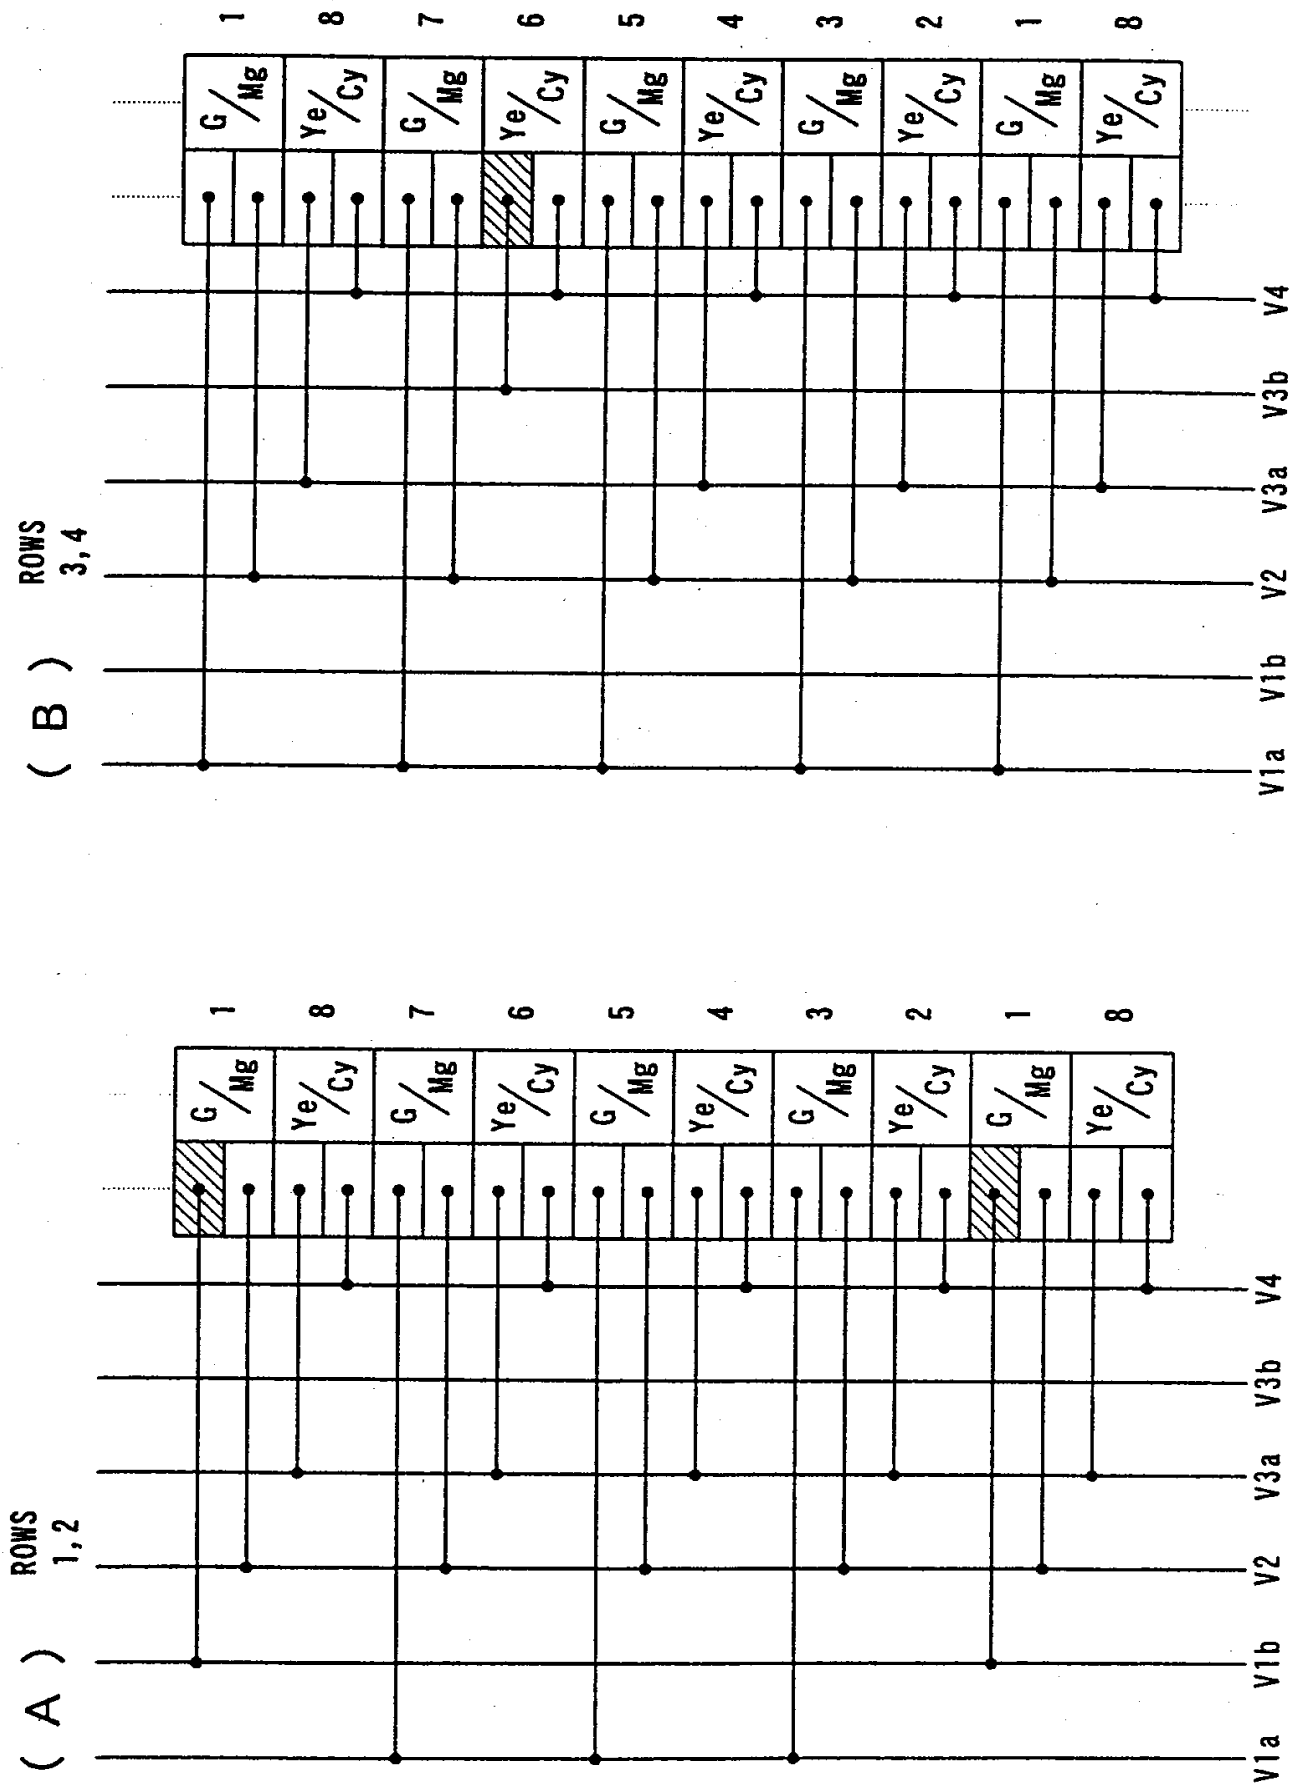 ( A )
ROWS
1,2
G/Mg 1
Ye/Cy 8
G/Mg 7
Ye/Cy 6
G/Mg 5
Ye/Cy 4
G/Mg 3
Ye/Cy 2
G/Mg 1
Ye/Cy 8
V1a V1b V2 V3a V3b V4
( B )
ROWS
3,4
G/Mg 1
Ye/Cy 8
G/Mg 7
Ye/Cy 6
G/Mg 5
Ye/Cy 4
G/Mg 3
Ye/Cy 2
G/Mg 1
Ye/Cy 8
V1a V1b V2 V3a V3b V4